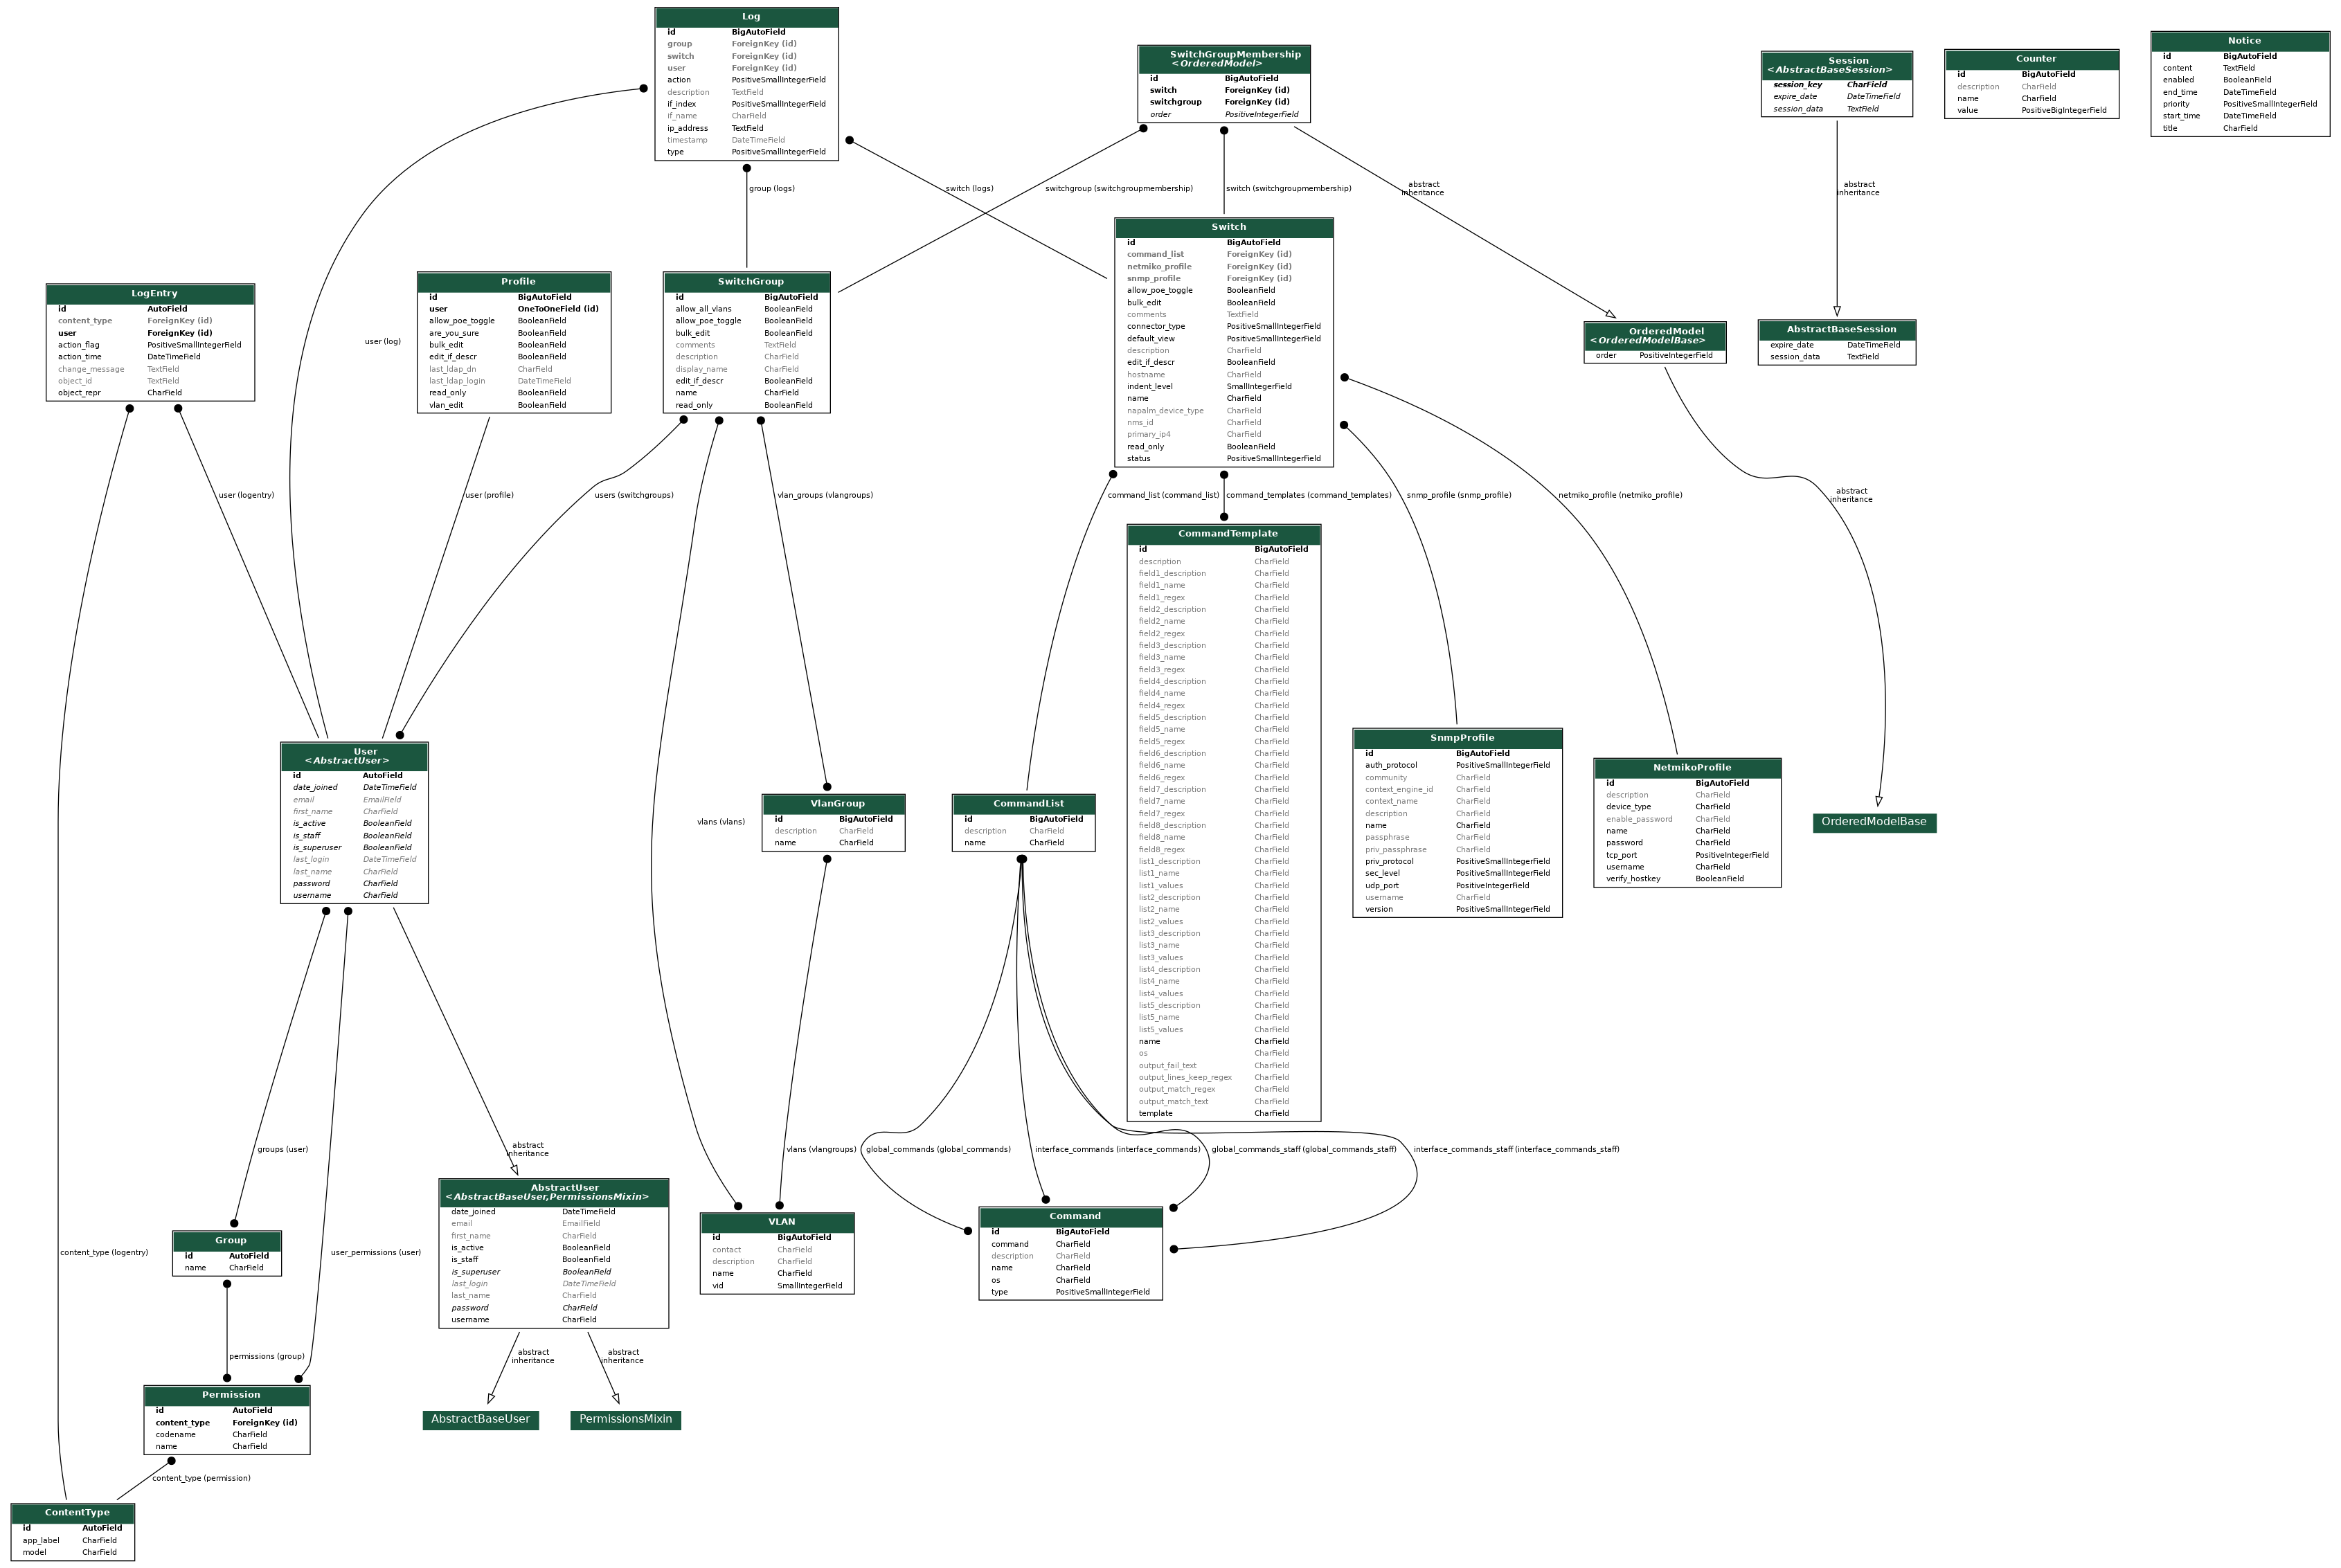 Log
id BigAutoField
group ForeignKey (id)
switch ForeignKey (id)
user ForeignKey (id)
action PositiveSmallIntegerField
description TextField
if_index PositiveSmallIntegerField
if_name CharField
ip_address TextField
timestamp DateTimeField
type PositiveSmallIntegerField
SwitchGroupMembership
<OrderedModel>
id BigAutoField
switch ForeignKey (id)
switchgroup ForeignKey (id)
order PositiveIntegerField
Session
<AbstractBaseSession>
session_key CharField
expire_date DateTimeField
session_data TextField
Counter
id BigAutoField
description CharField
name CharField
value PositiveBigIntegerField
Notice
id BigAutoField
content TextField
enabled BooleanField
end_time DateTimeField
priority PositiveSmallIntegerField
start_time DateTimeField
title CharField
group (logs)
switch (logs)
switchgroup (switchgroupmembership)
switch (switchgroupmembership)
abstract
inheritance
abstract
inheritance
LogEntry
id AutoField
content_type ForeignKey (id)
user ForeignKey (id)
action_flag PositiveSmallIntegerField
action_time DateTimeField
change_message TextField
object_id TextField
object_repr CharField
user (log)
Profile
id BigAutoField
user OneToOneField (id)
allow_poe_toggle BooleanField
are_you_sure BooleanField
bulk_edit BooleanField
edit_if_descr BooleanField
last_ldap_dn CharField
last_ldap_login DateTimeField
read_only BooleanField
vlan_edit BooleanField
SwitchGroup
id BigAutoField
allow_all_vlans BooleanField
allow_poe_toggle BooleanField
bulk_edit BooleanField
comments TextField
description CharField
display_name CharField
edit_if_descr BooleanField
name CharField
read_only BooleanField
Switch
id BigAutoField
command_list ForeignKey (id)
netmiko_profile ForeignKey (id)
snmp_profile ForeignKey (id)
allow_poe_toggle BooleanField
bulk_edit BooleanField
comments TextField
connector_type PositiveSmallIntegerField
default_view PositiveSmallIntegerField
description CharField
edit_if_descr BooleanField
hostname CharField
indent_level SmallIntegerField
name CharField
napalm_device_type CharField
nms_id CharField
primary_ip4 CharField
read_only BooleanField
status PositiveSmallIntegerField
OrderedModel
<OrderedModelBase>
order PositiveIntegerField
AbstractBaseSession
expire_date DateTimeField
session_data TextField
user (logentry)
user (profile)
users (switchgroups)
vlan_groups (vlangroups)
command_list (command_list)
command_templates (command_templates)
snmp_profile (snmp_profile)
netmiko_profile (netmiko_profile)
abstract
inheritance
CommandTemplate
id BigAutoField
description CharField
field1_description CharField
field1_name CharField
field1_regex CharField
field2_description CharField
field2_name CharField
field2_regex CharField
field3_description CharField
field3_name CharField
field3_regex CharField
field4_description CharField
field4_name CharField
field4_regex CharField
field5_description CharField
field5_name CharField
field5_regex CharField
field6_description CharField
field6_name CharField
field6_regex CharField
field7_description CharField
field7_name CharField
field7_regex CharField
field8_description CharField
field8_name CharField
field8_regex CharField
list1_description CharField
list1_name CharField
list1_values CharField
list2_description CharField
list2_name CharField
list2_values CharField
list3_description CharField
list3_name CharField
list3_values CharField
list4_description CharField
list4_name CharField
list4_values CharField
list5_description CharField
list5_name CharField
list5_values CharField
name CharField
os CharField
output_fail_text CharField
output_lines_keep_regex CharField
output_match_regex CharField
output_match_text CharField
template CharField
User
<AbstractUser>
id AutoField
date_joined DateTimeField
email EmailField
first_name CharField
is_active BooleanField
is_staff BooleanField
is_superuser BooleanField
last_login DateTimeField
last_name CharField
password CharField
username CharField
vlans (vlans)
VlanGroup
id BigAutoField
description CharField
name CharField
CommandList
id BigAutoField
description CharField
name CharField
SnmpProfile
id BigAutoField
auth_protocol PositiveSmallIntegerField
community CharField
context_engine_id CharField
context_name CharField
description CharField
name CharField
passphrase CharField
priv_passphrase CharField
priv_protocol PositiveSmallIntegerField
sec_level PositiveSmallIntegerField
udp_port PositiveIntegerField
username CharField
version PositiveSmallIntegerField
NetmikoProfile
id BigAutoField
description CharField
device_type CharField
enable_password CharField
name CharField
password CharField
tcp_port PositiveIntegerField
username CharField
verify_hostkey BooleanField
OrderedModelBase
groups (user)
abstract
inheritance
vlans (vlangroups)
global_commands (global_commands)
interface_commands (interface_commands)
global_commands_staff (global_commands_staff)
interface_commands_staff (interface_commands_staff)
content_type (logentry)
Group
id AutoField
name CharField
user_permissions (user)
AbstractUser
<AbstractBaseUser,PermissionsMixin>
date_joined DateTimeField
email EmailField
first_name CharField
is_active BooleanField
is_staff BooleanField
is_superuser BooleanField
last_login DateTimeField
last_name CharField
password CharField
username CharField
VLAN
id BigAutoField
contact CharField
description CharField
name CharField
vid SmallIntegerField
Command
id BigAutoField
command CharField
description CharField
name CharField
os CharField
type PositiveSmallIntegerField
permissions (group)
abstract
inheritance
abstract
inheritance
Permission
id AutoField
content_type ForeignKey (id)
codename CharField
name CharField
AbstractBaseUser
PermissionsMixin
content_type (permission)
ContentType
id AutoField
app_label CharField
model CharField